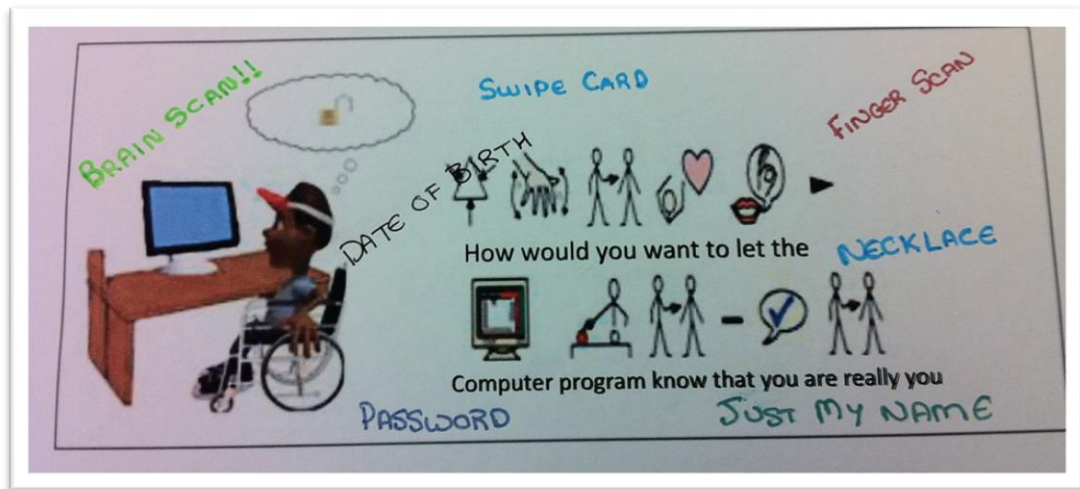 BRAIN SCAN!!
SWIPE CARD
FINGER SCAN
DATE OF BIRTH
How would you want to let the
NECKLACE
Computer program know that you are really you
PASSWORD
JUST MY NAME